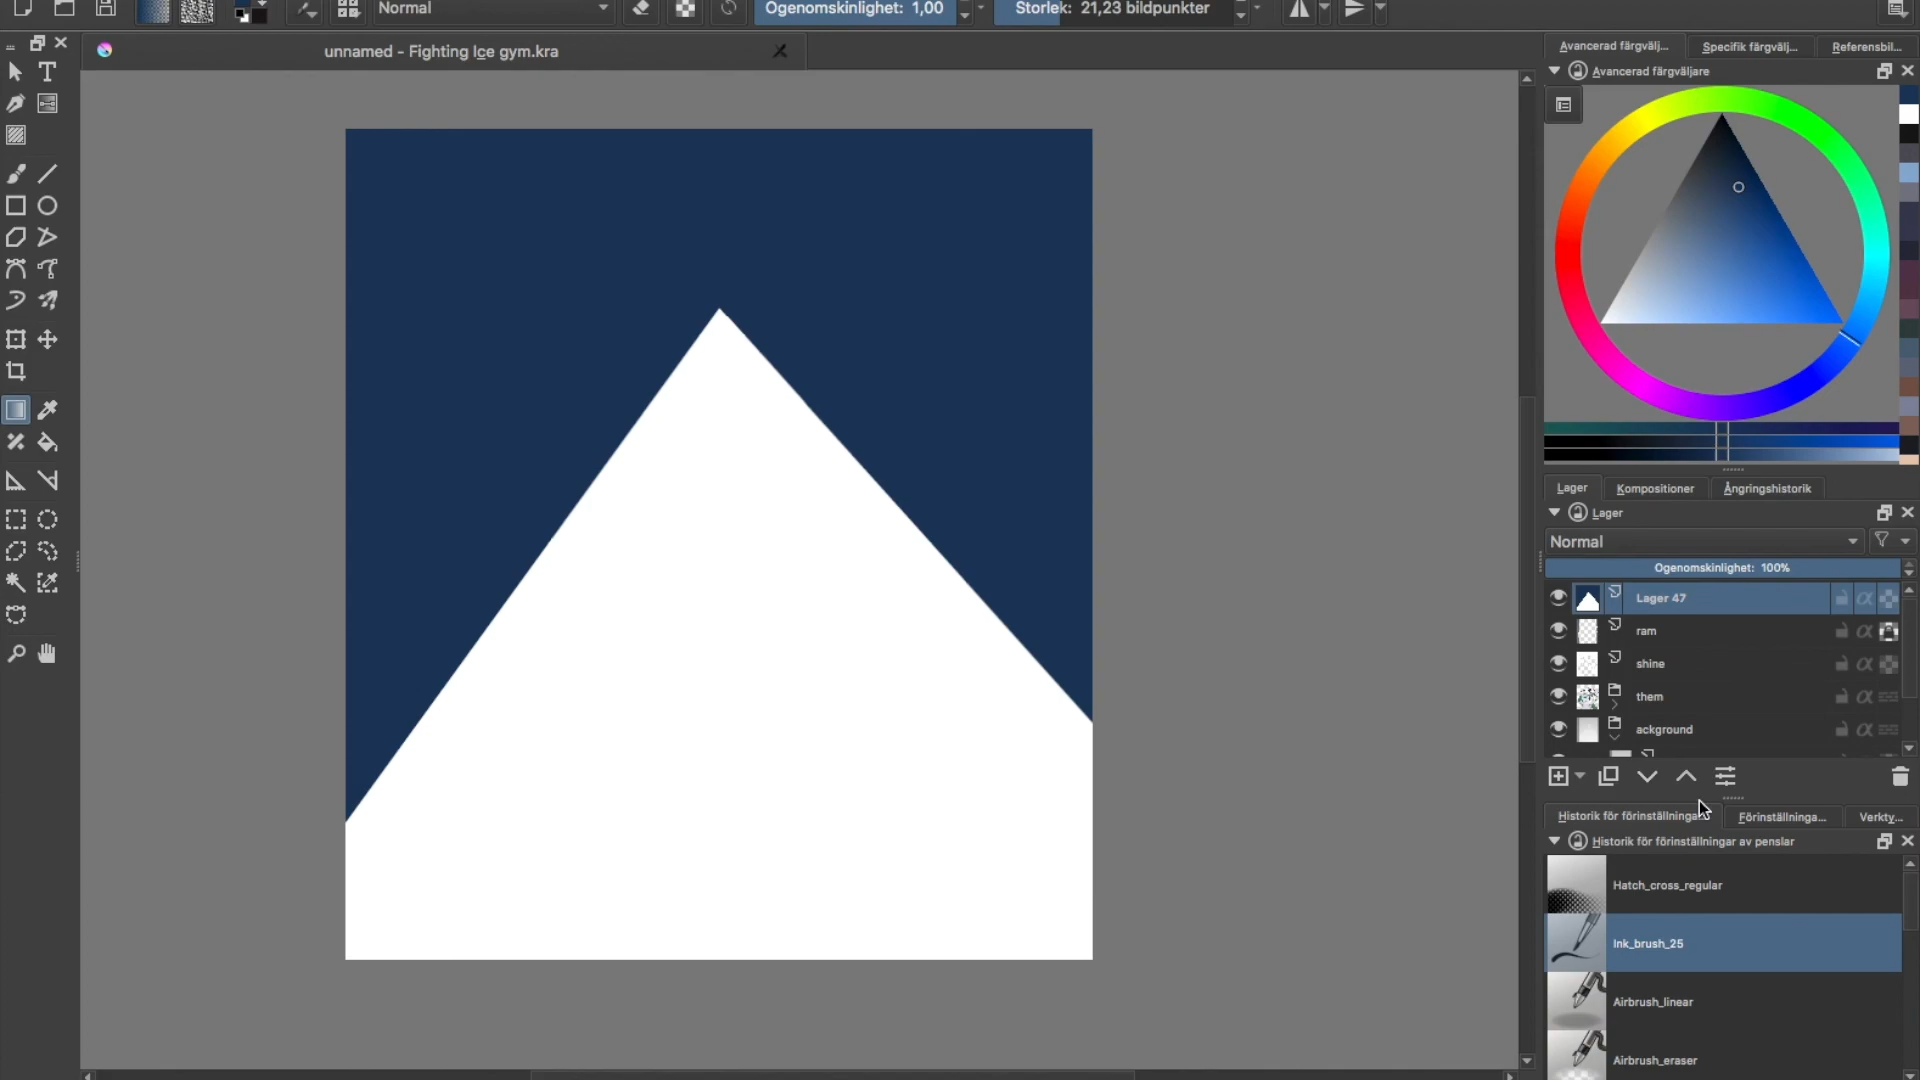 Normal
Ogenomskinlighet: 1,00
Storlek: 21,23 bildpunkter
unnamed - Fighting Ice gym.kra
Avancerad färgvälj...
Specifik färgvälj...
Referensbil...
Avancerad färgväljare
Lager
Kompositioner
Ångringshistorik
Lager
Normal
Ogenomskinlighet: 100%
Lager 47
ram
shine
them
ackground
Historik för förinställningar
Förinställninga...
Verkty...
Historik för förinställningar av penslar
Hatch_cross_regular
Ink_brush_25
Airbrush_linear
Airbrush_eraser